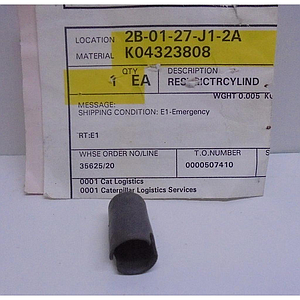 LOCATION 2B-01-27-J1-2A
MATERIAL K04323808
QTY DESCRIPTION
1 EA
WGHT 0.005
MESSAGE:
SHIPPING CONDITION: E1-Emergency
RT:E1
WHSE ORDER NO/LINE T.O.NUMBER
35625/20 0000507410
0001 Cat Logistics
0001 Caterpillar Logistics Services